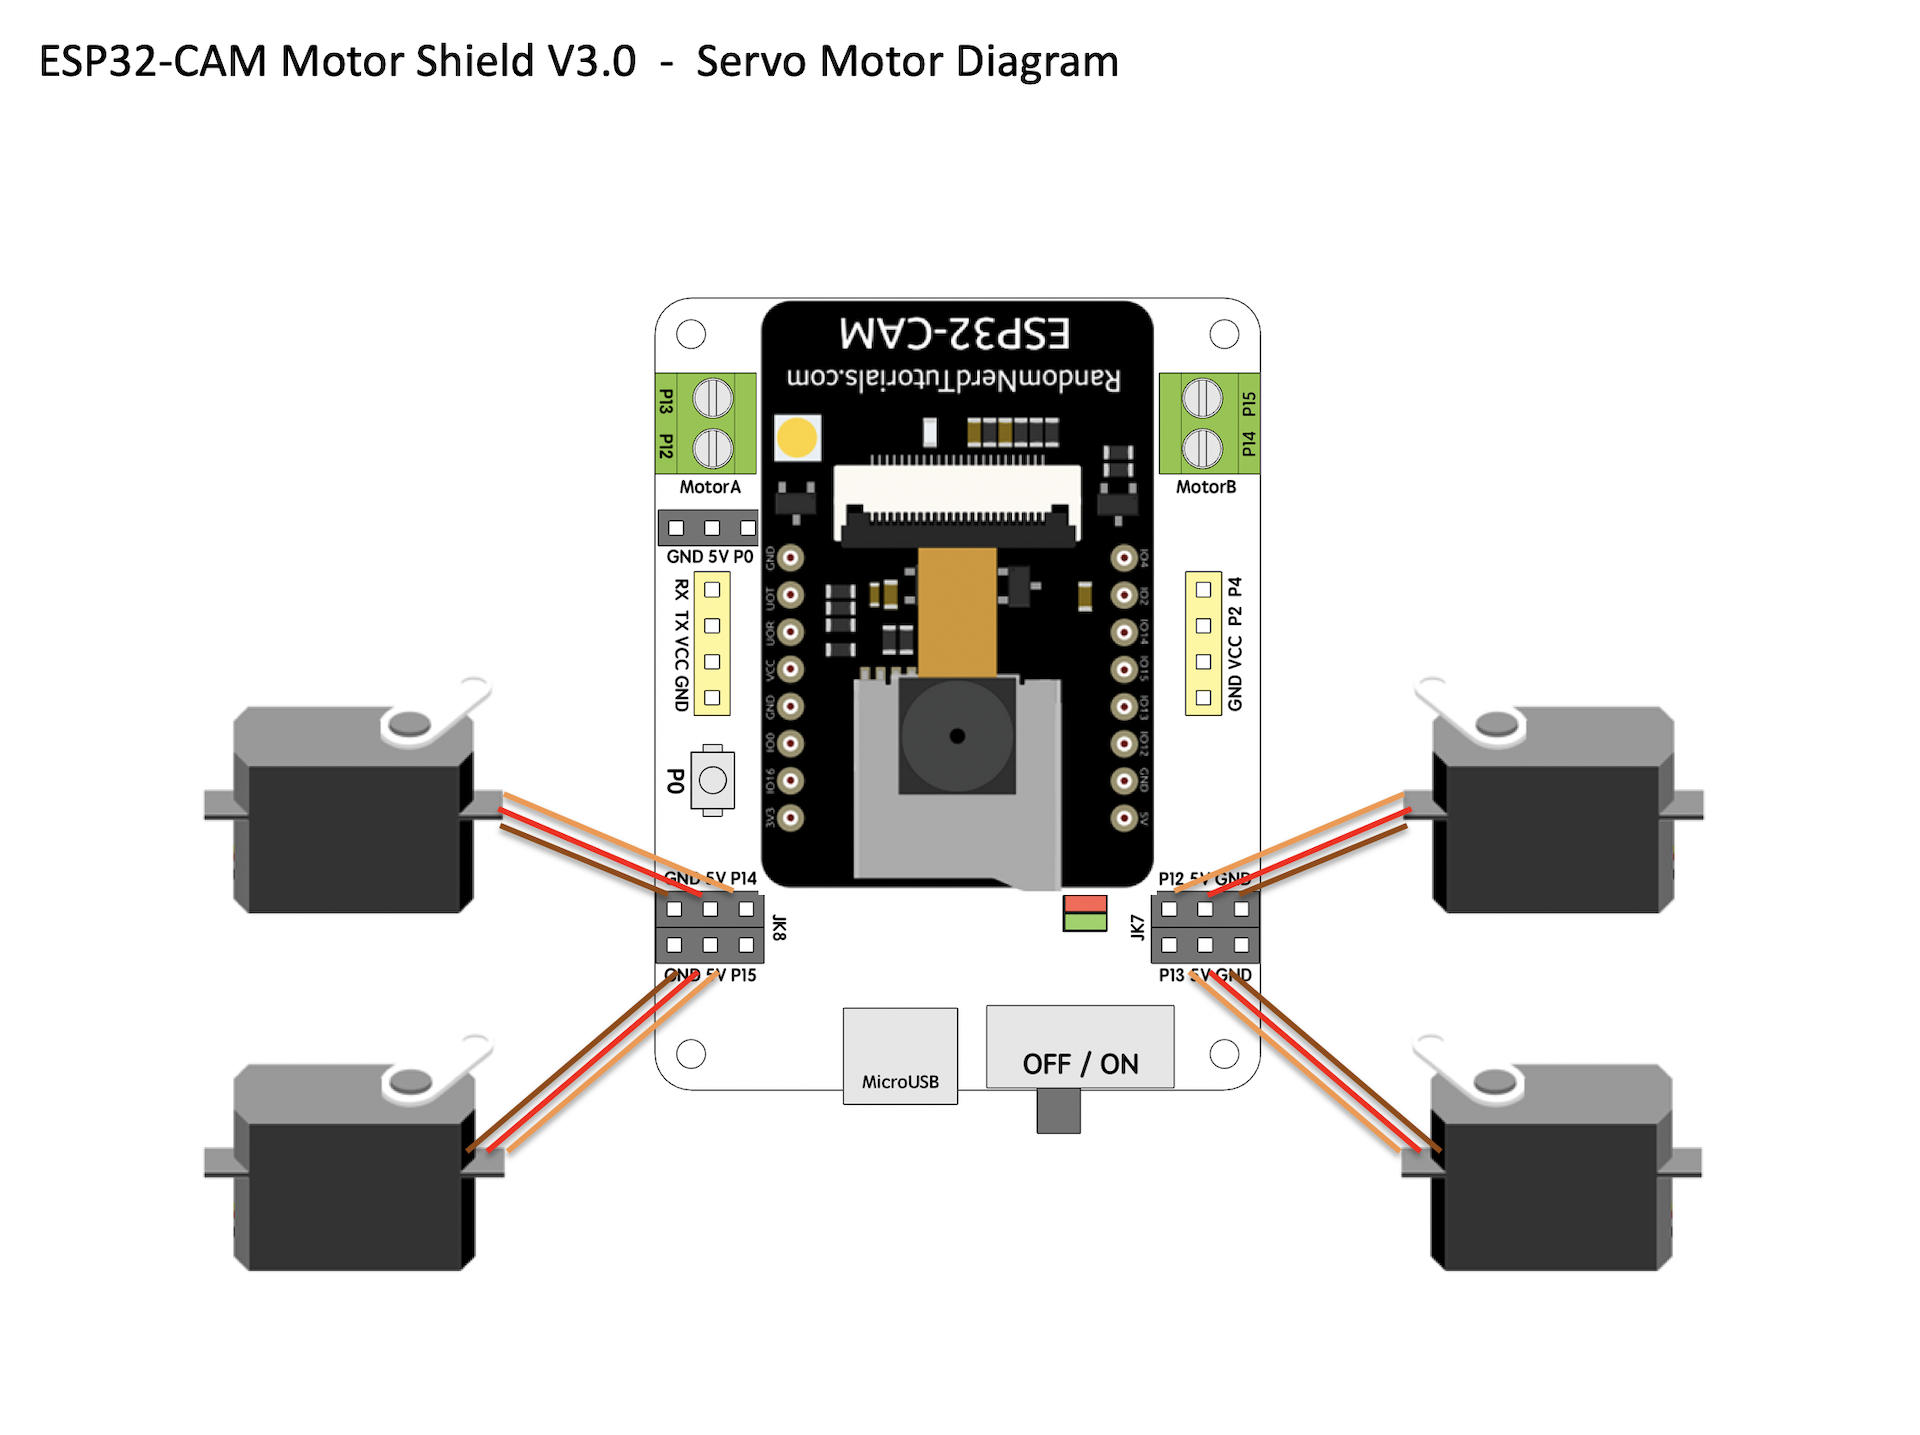 ESP32-CAM Motor Shield V3.0 - Servo Motor Diagram
ESP32-CAM
RandomNerdTutorials.com
P13
P12
MotorA
P15
P14
MotorB
GND 5V P0
RX TX VCC GND
GND VCC P2 P4
GND
UOT
UOR
VCC
GND
IO0
IO16
3V3
IO4
IO2
IO14
IO15
IO13
IO12
GND
5V
P0
GND 5V P14
JK8
GND 5V P15
P12 5V GND
JK7
P13 5V GND
MicroUSB
OFF / ON